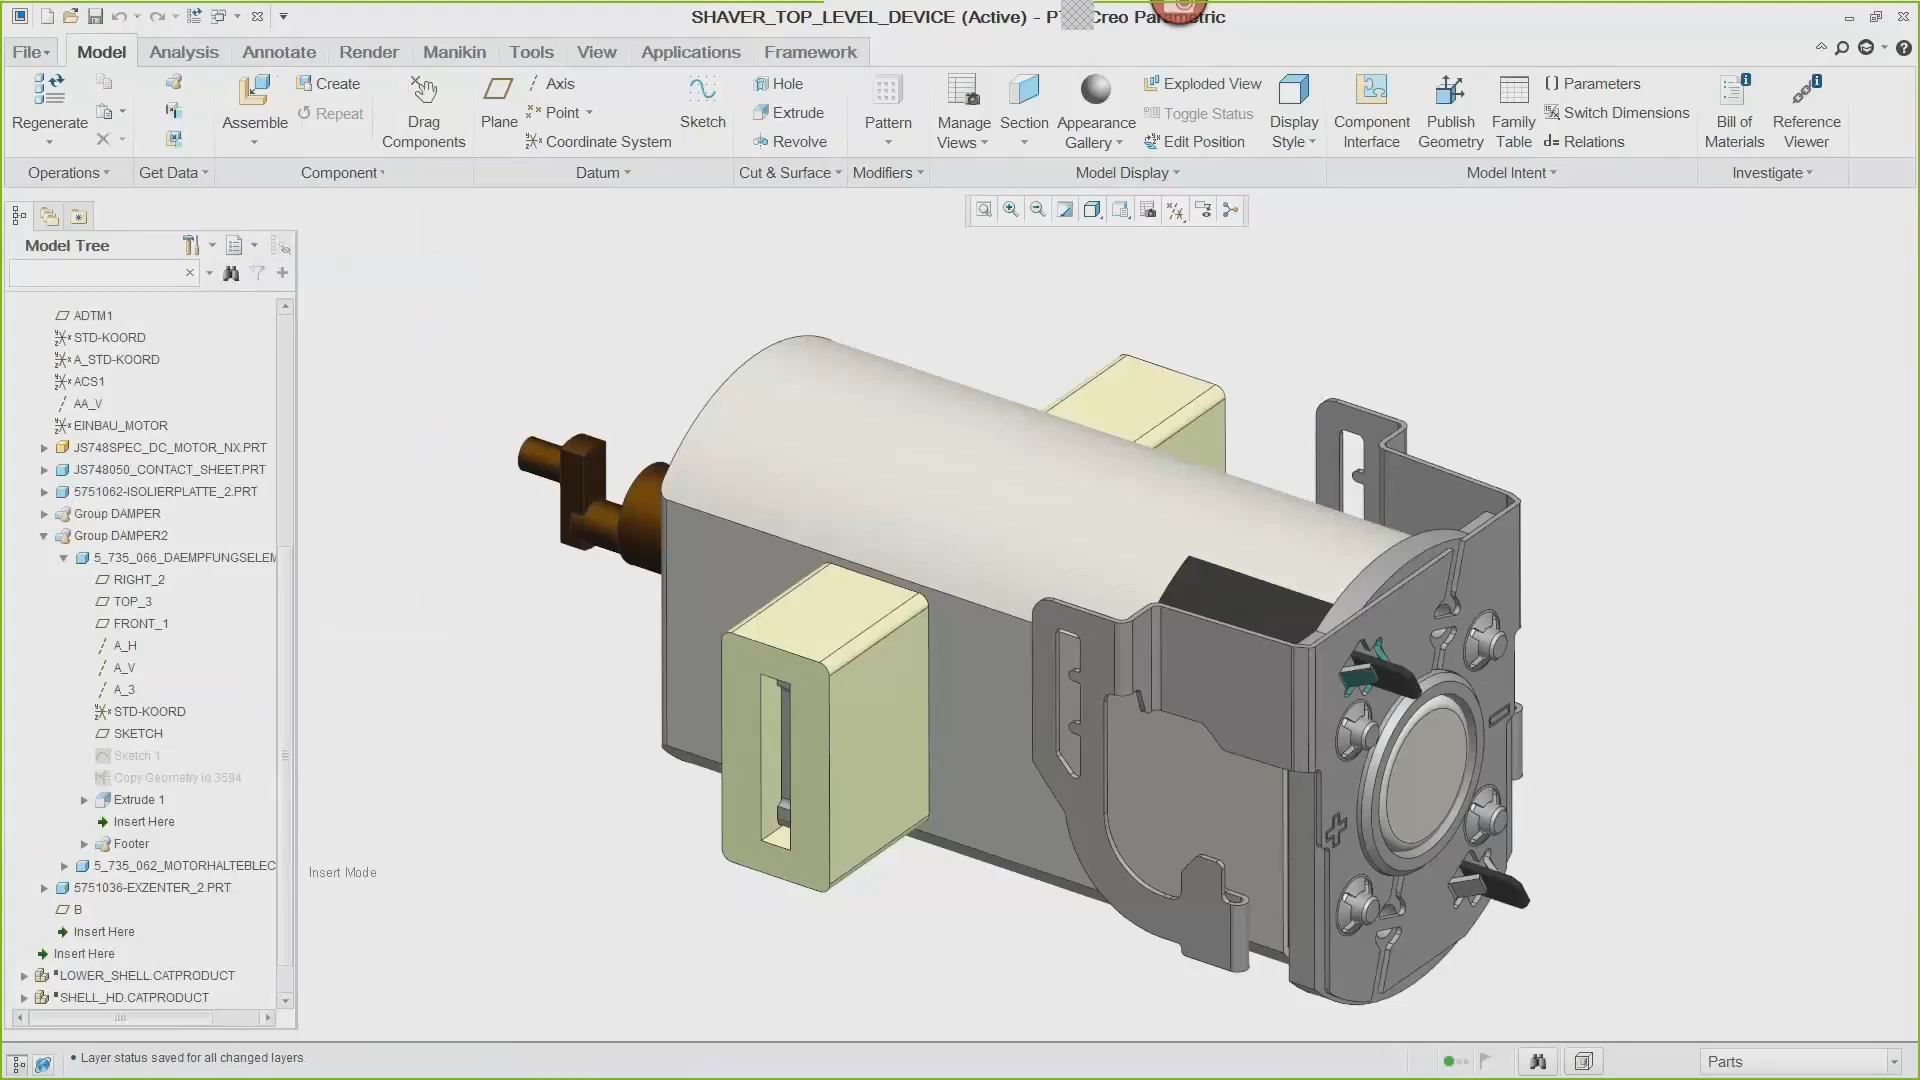 SHAVER_TOP_LEVEL_DEVICE (Active) - P Creo Parametric
File Model Analysis Annotate Render Manikin Tools View Applications Framework
Regenerate
Operations
Get Data
Assemble
Create
Repeat
Drag Components
Component
Plane
Axis
Point
Coordinate System
Sketch
Datum
Hole
Extrude
Revolve
Cut & Surface
Pattern
Modifiers
Manage Views
Section
Appearance Gallery
Exploded View
Toggle Status
Edit Position
Display Style
Model Display
Component Interface
Publish Geometry
Family Table
Parameters
Switch Dimensions
d= Relations
Model Intent
Bill of Materials
Reference Viewer
Investigate
Model Tree
ADTM1
STD-KOORD
A_STD-KOORD
ACS1
AA_V
EINBAU_MOTOR
JS748SPEC_DC_MOTOR_NX.PRT
JS748050_CONTACT_SHEET.PRT
5751062-ISOLIERPLATTE_2.PRT
Group DAMPER
Group DAMPER2
5_735_066_DAEMPFUNGSELEM
RIGHT_2
TOP_3
FRONT_1
A_H
A_V
A_3
STD-KOORD
SKETCH
Sketch 1
Copy Geometry id 3694
Extrude 1
Insert Here
Footer
5_735_062_MOTORHALTEBLEC
5751036-EXZENTER_2.PRT
B
Insert Here
Insert Here
LOWER_SHELL.CATPRODUCT
SHELL_HD.CATPRODUCT
Insert Mode
• Layer status saved for all changed layers.
Parts